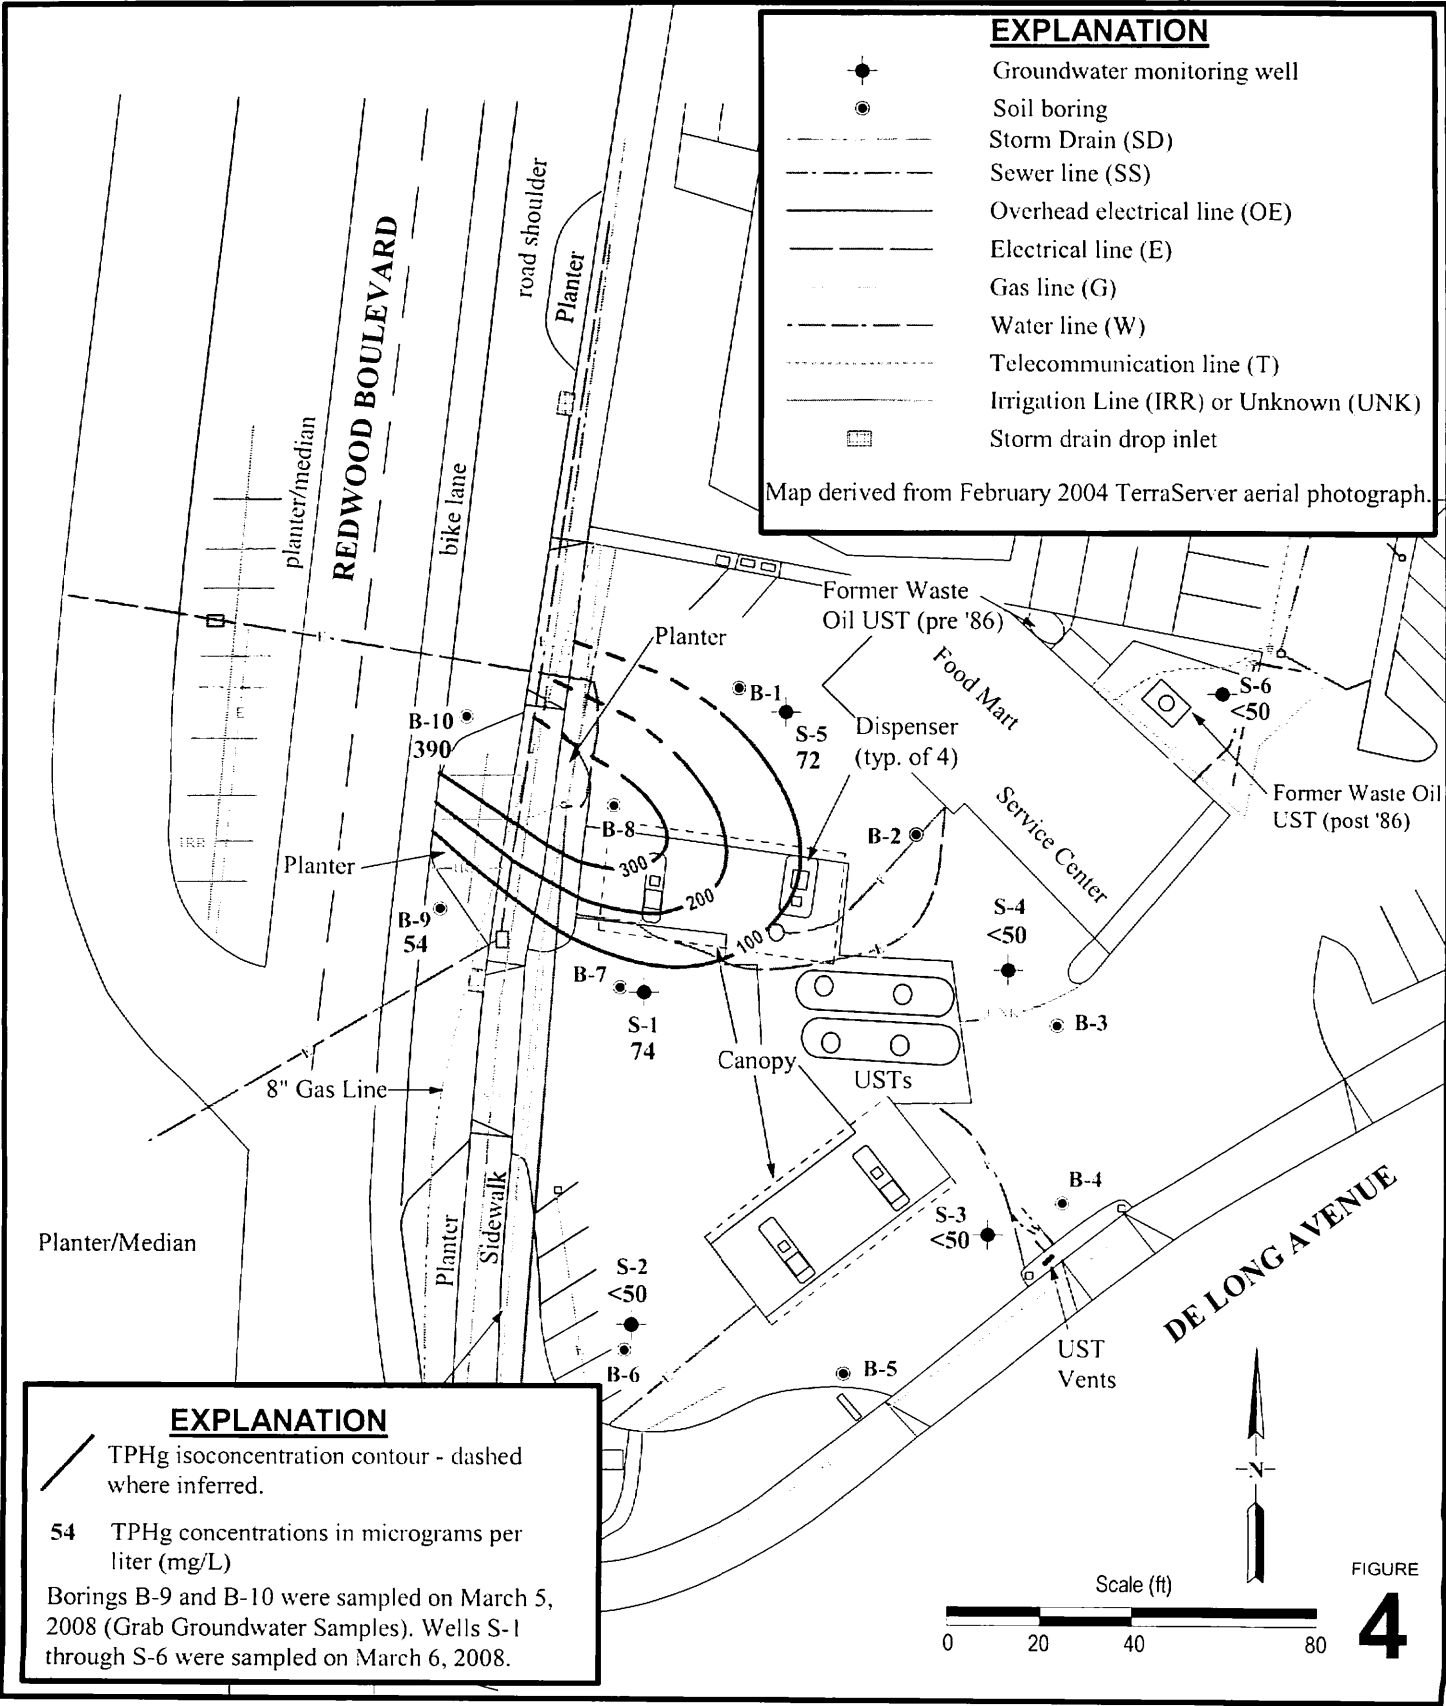 EXPLANATION
Groundwater monitoring well
Soil boring
Storm Drain (SD)
Sewer line (SS)
Overhead electrical line (OE)
Electrical line (E)
Gas line (G)
Water line (W)
Telecommunication line (T)
Irrigation Line (IRR) or Unknown (UNK)
Storm drain drop inlet
Map derived from February 2004 TerraServer aerial photograph.
road shoulder
Planter
planter/median
REDWOOD BOULEVARD
bike lane
Former Waste
Oil UST (pre '86)
Planter
Food Mart
B-1
S-5
72
Dispenser
(typ. of 4)
S-6
<50
B-10
390
E
Former Waste Oil
UST (post '86)
Service Center
B-8
B-2
IRR
Planter
300
200
100
B-9
54
S-4
<50
B-7
S-1
74
UNK
B-3
Canopy
USTs
8" Gas Line
B-4
S-3
<50
DE LONG AVENUE
Planter/Median
Planter
Sidewalk
S-2
<50
B-6
B-5
UST
Vents
N
EXPLANATION
TPHg isoconcentration contour - dashed
where inferred.
54 TPHg concentrations in micrograms per
liter (mg/L)
Borings B-9 and B-10 were sampled on March 5,
2008 (Grab Groundwater Samples). Wells S-1
through S-6 were sampled on March 6, 2008.
Scale (ft)
0 20 40 80
FIGURE
4